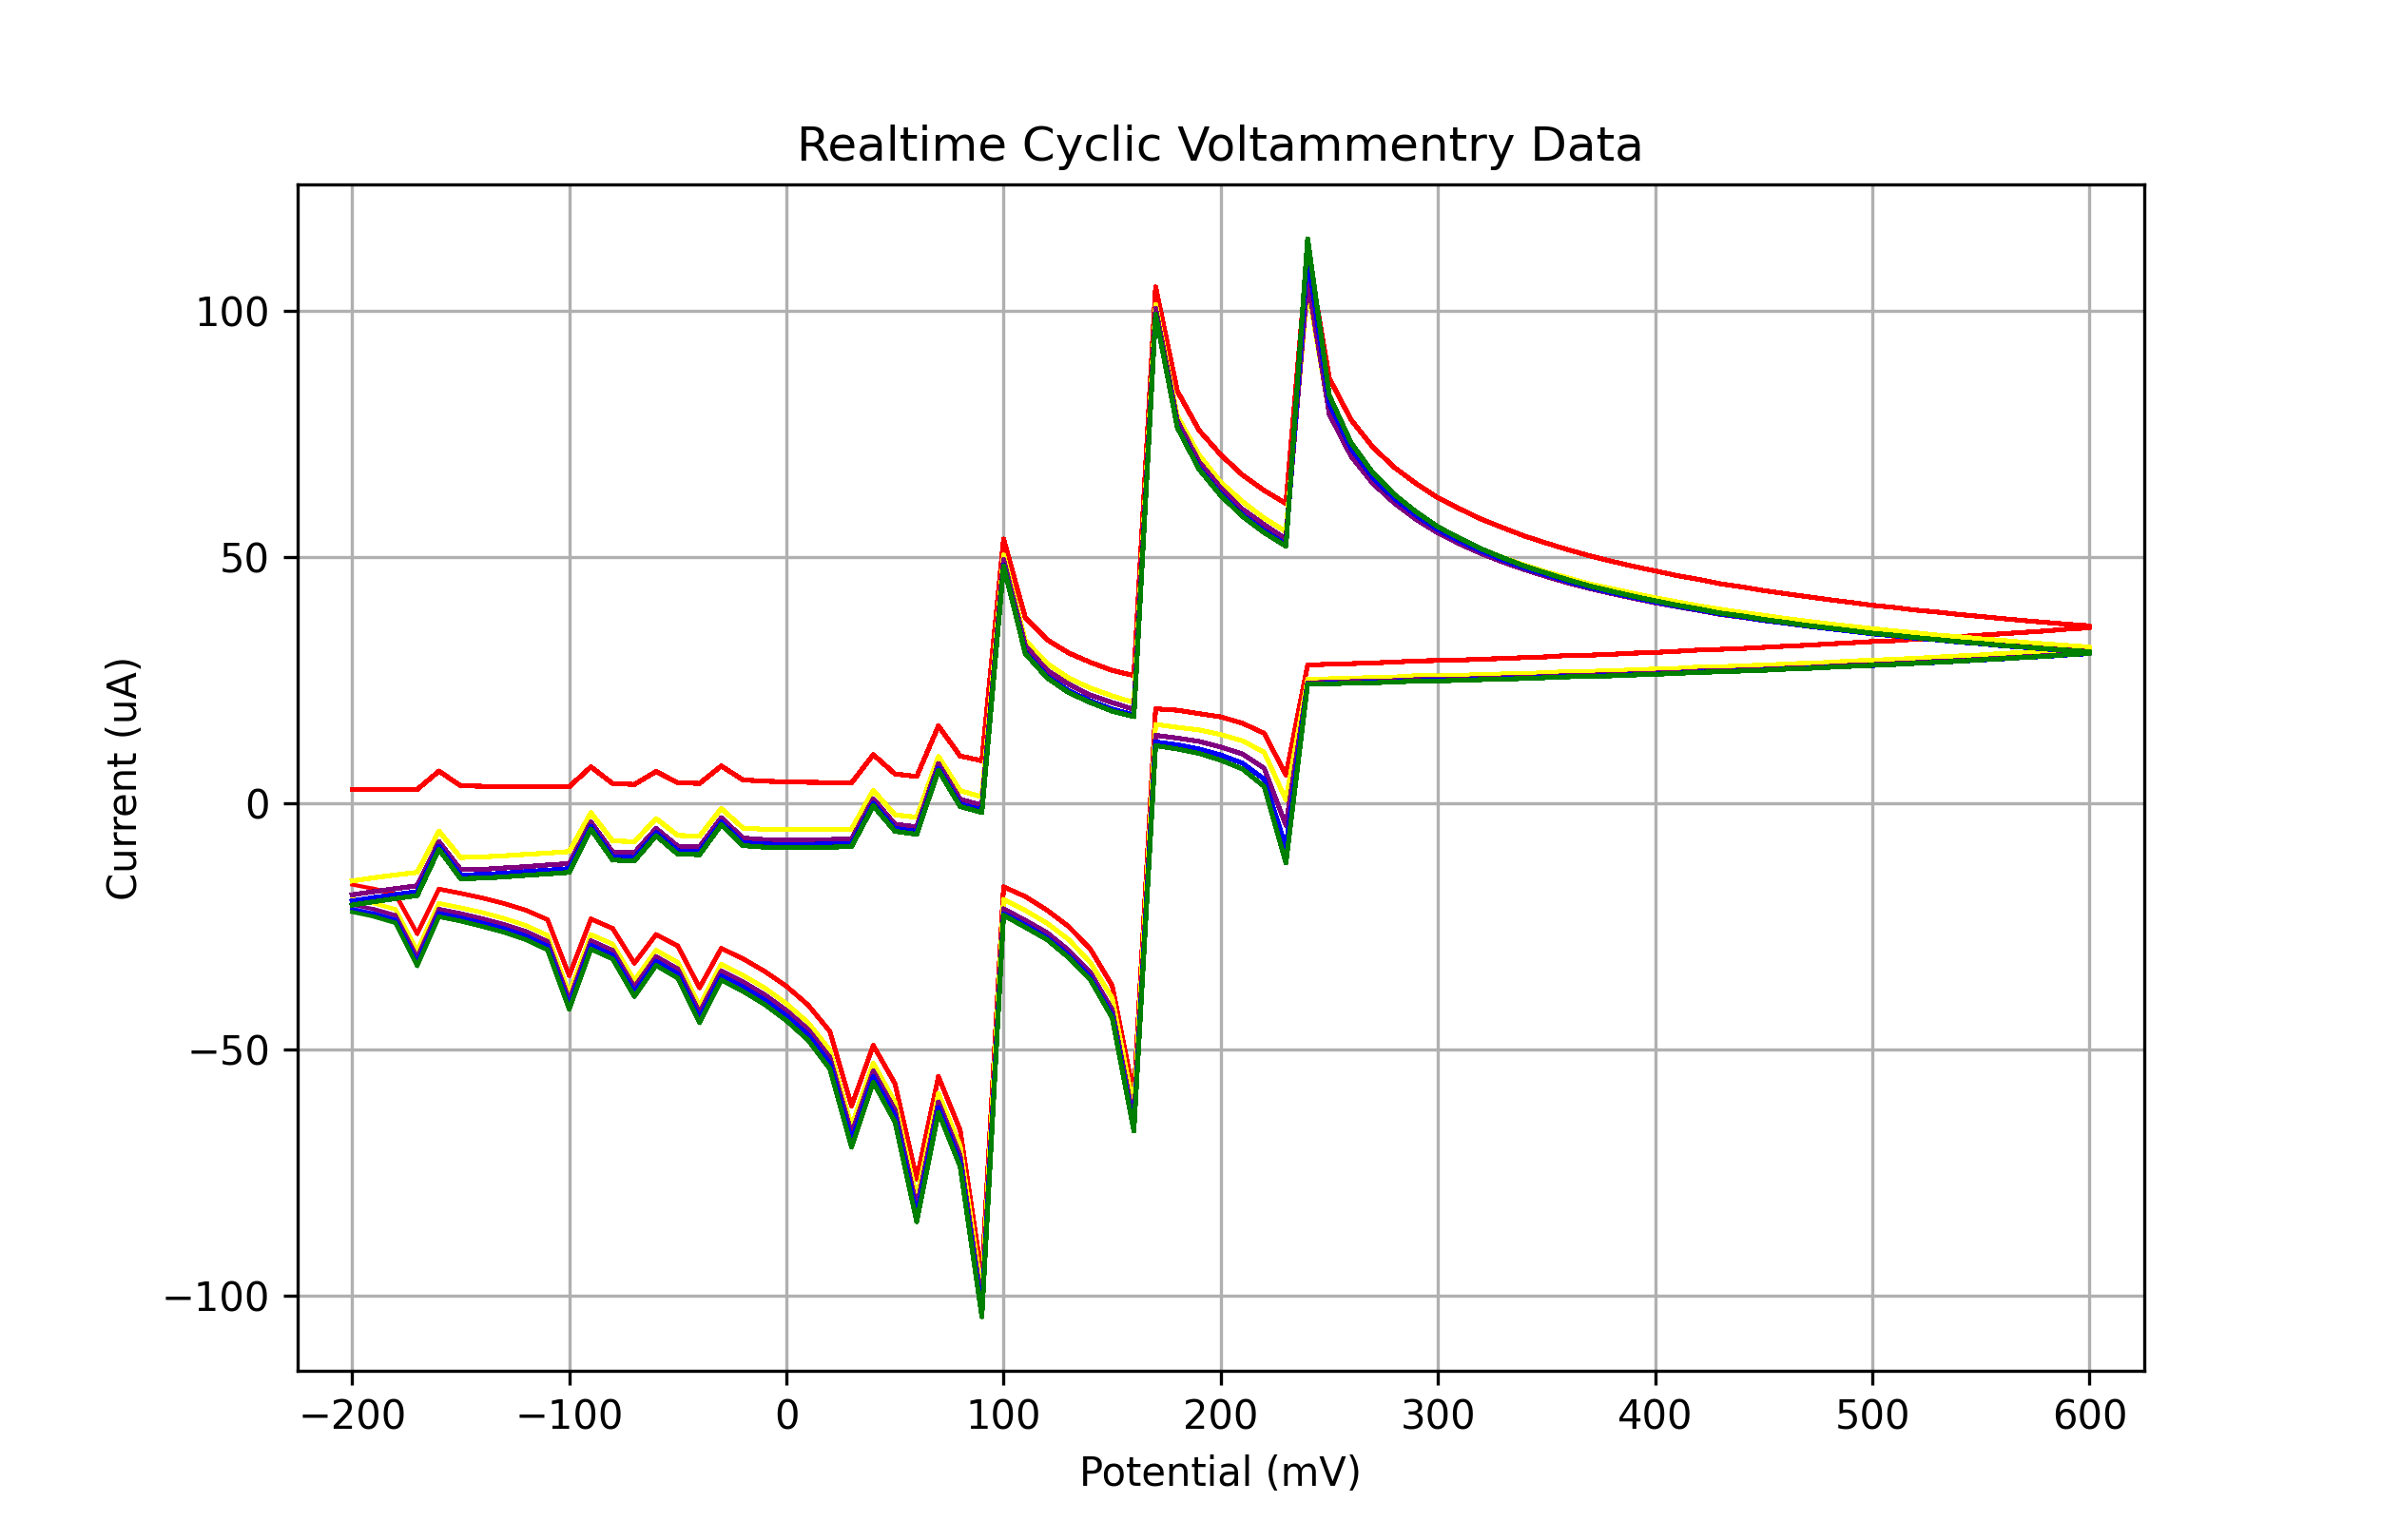 Realtime Cyclic Voltammentry Data
Current (uA)
100
50
0
−50
−100
−200 −100 0 100 200 300 400 500 600
Potential (mV)